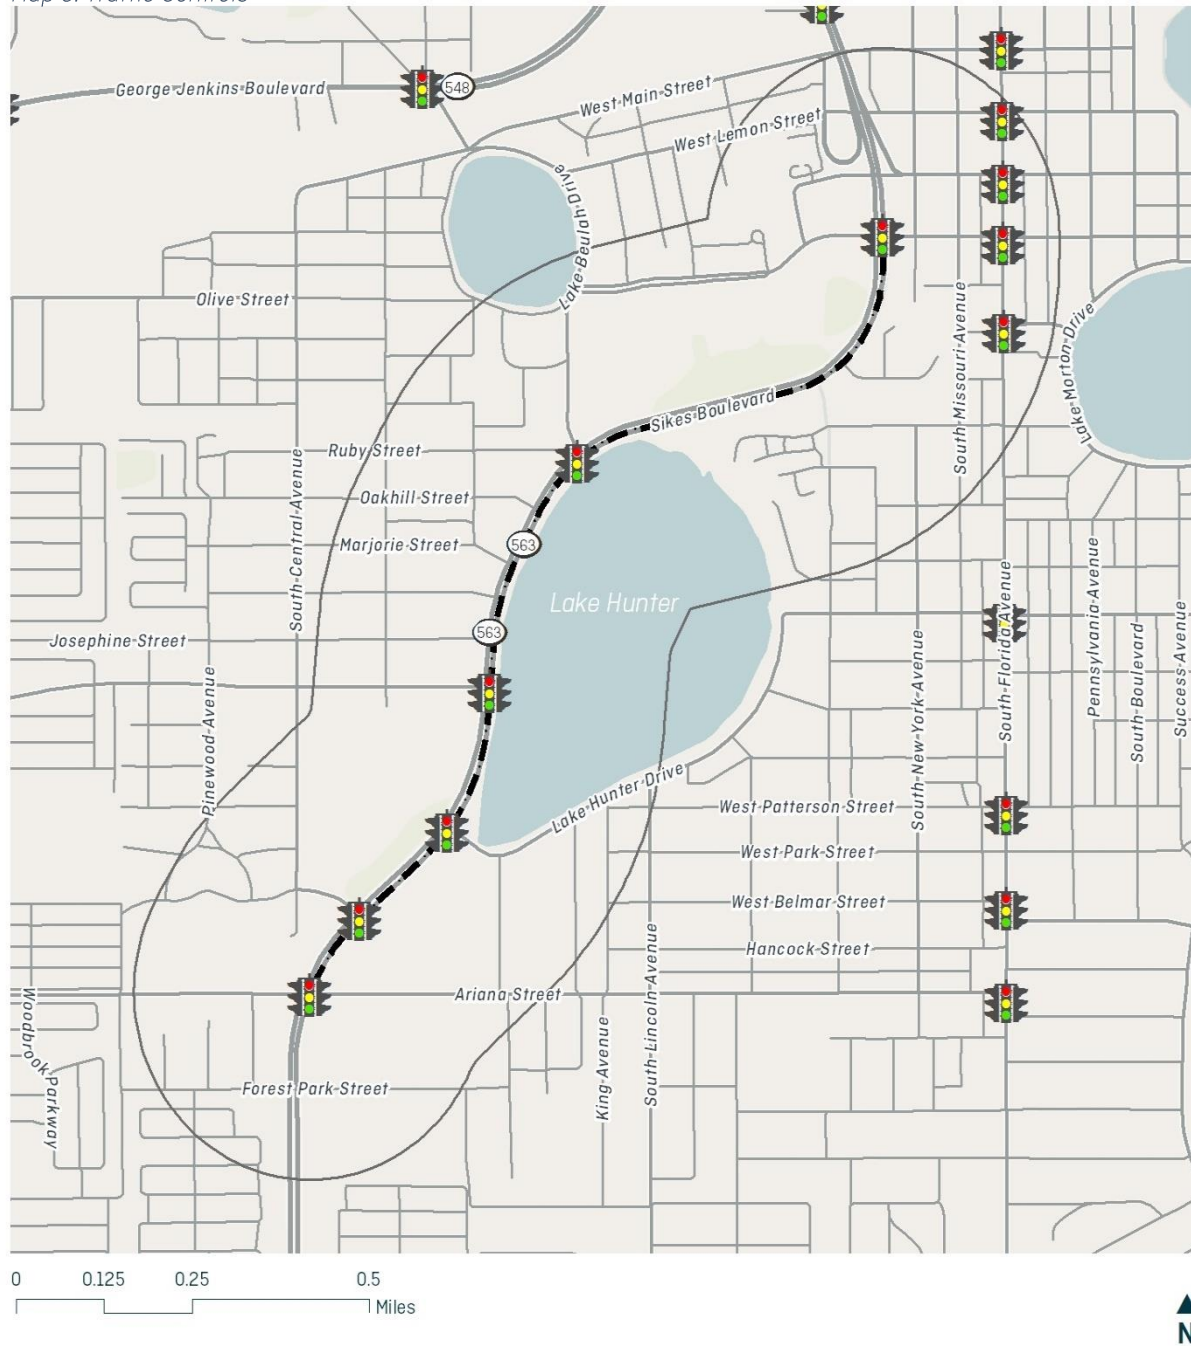 George Jenkins Boulevard
548
West Main Street
West Lemon Street
Lake Beulah Drive
Olive Street
South Missouri Avenue
Lake Morton Drive
Sikes Boulevard
Ruby Street
South Central Avenue
Oakhill Street
Marjorie Street
563
Lake Hunter
563
Josephine Street
Pinewood Avenue
South New York Avenue
South Florida Avenue
Pennsylvania Avenue
South Boulevard
Success Avenue
Lake Hunter Drive
West Patterson Street
West Park Street
West Belmar Street
Hancock Street
South Lincoln Avenue
Ariana Street
King Avenue
Woodbrook Parkway
Forest Park Street
0 0.125 0.25 0.5
Miles
N